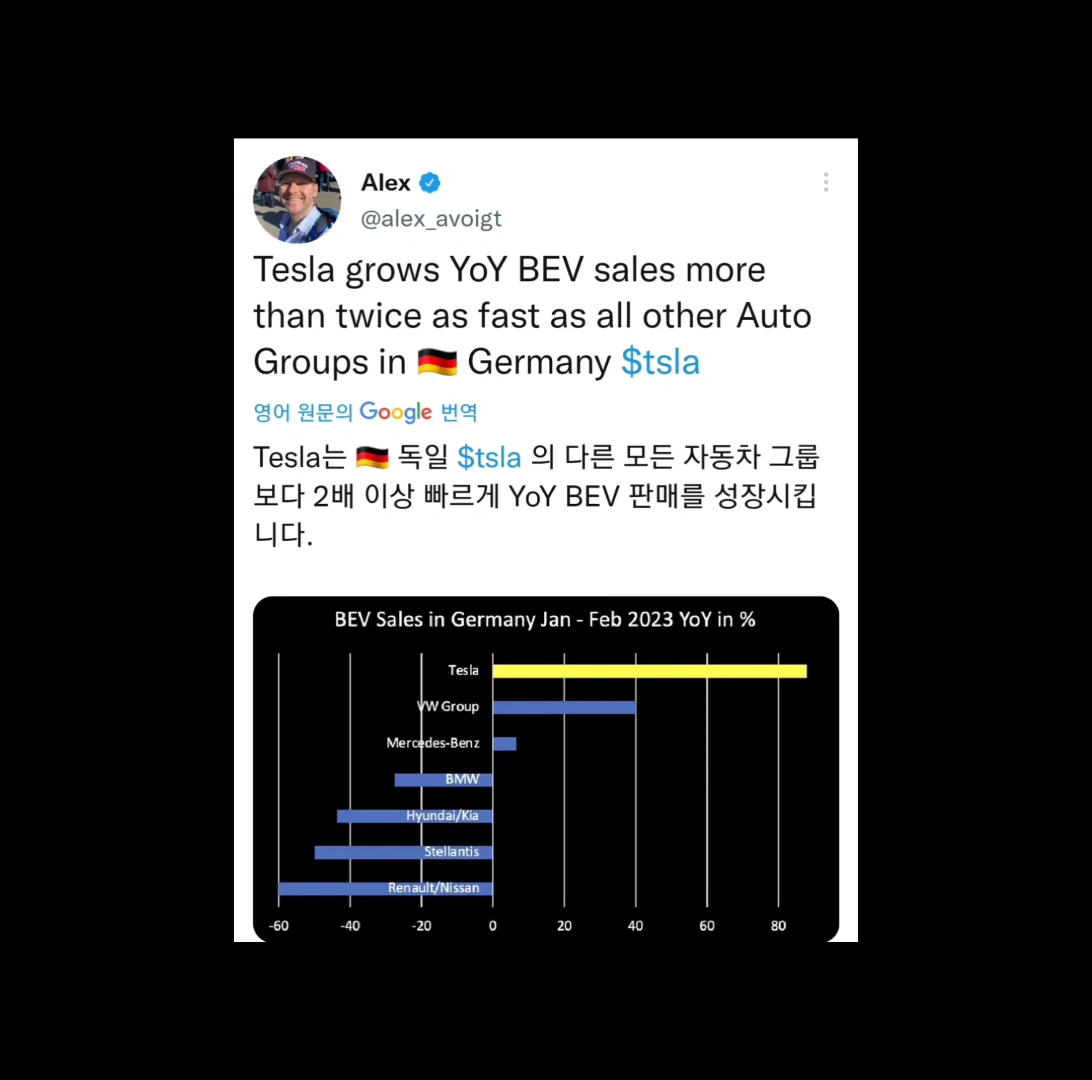 Alex
@alex_avoigt
Tesla grows YoY BEV sales more
than twice as fast as all other Auto
Groups in 🇩🇪 Germany $tsla
영어 원문의 Google 번역
Tesla는 🇩🇪 독일 $tsla 의 다른 모든 자동차 그룹
보다 2배 이상 빠르게 YoY BEV 판매를 성장시킵
니다.
BEV Sales in Germany Jan - Feb 2023 YoY in %
Tesla
VW Group
Mercedes-Benz
BMW
Hyundai/Kia
Stellantis
Renault/Nissan
-60 -40 -20 0 20 40 60 80